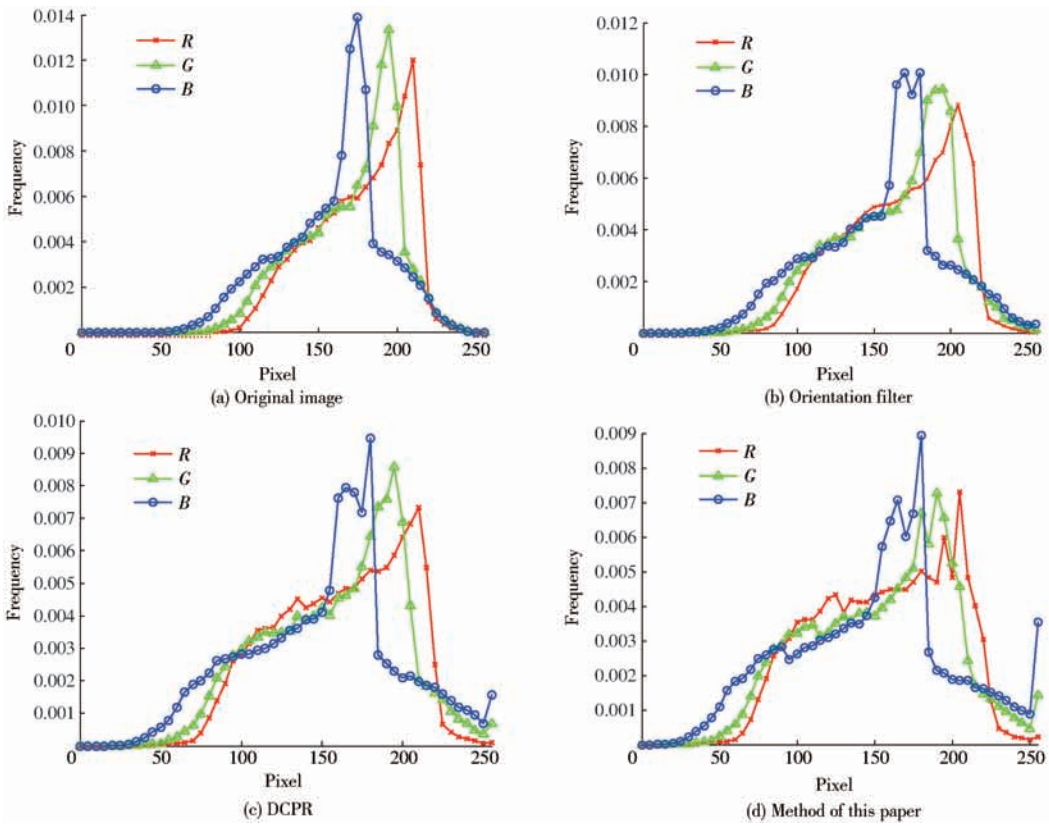 0.014
0.012
0.010
0.008
0.006
0.004
0.002
Frequency
R
G
B
0
50
100
150
200
250
Pixel
(a) Original image
0.012
0.010
0.008
0.006
0.004
0.002
Frequency
R
G
B
0
50
100
150
200
250
Pixel
(b) Orientation filter
0.010
0.009
0.008
0.007
0.006
0.005
0.004
0.003
0.002
0.001
Frequency
R
G
B
0
50
100
150
200
250
Pixel
(c) DCPR
0.009
0.008
0.007
0.006
0.005
0.004
0.003
0.002
0.001
Frequency
R
G
B
0
50
100
150
200
250
Pixel
(d) Method of this paper